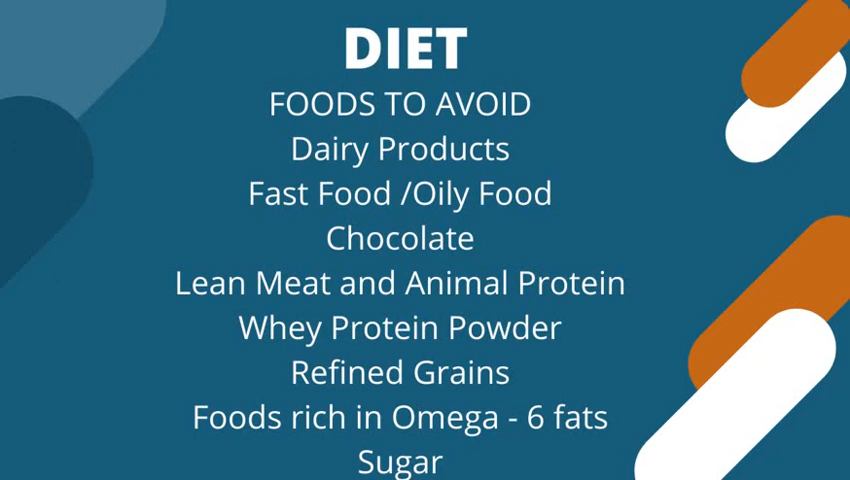 DIET
FOODS TO AVOID
Dairy Products
Fast Food /Oily Food
Chocolate
Lean Meat and Animal Protein
Whey Protein Powder
Refined Grains
Foods rich in Omega - 6 fats
Sugar